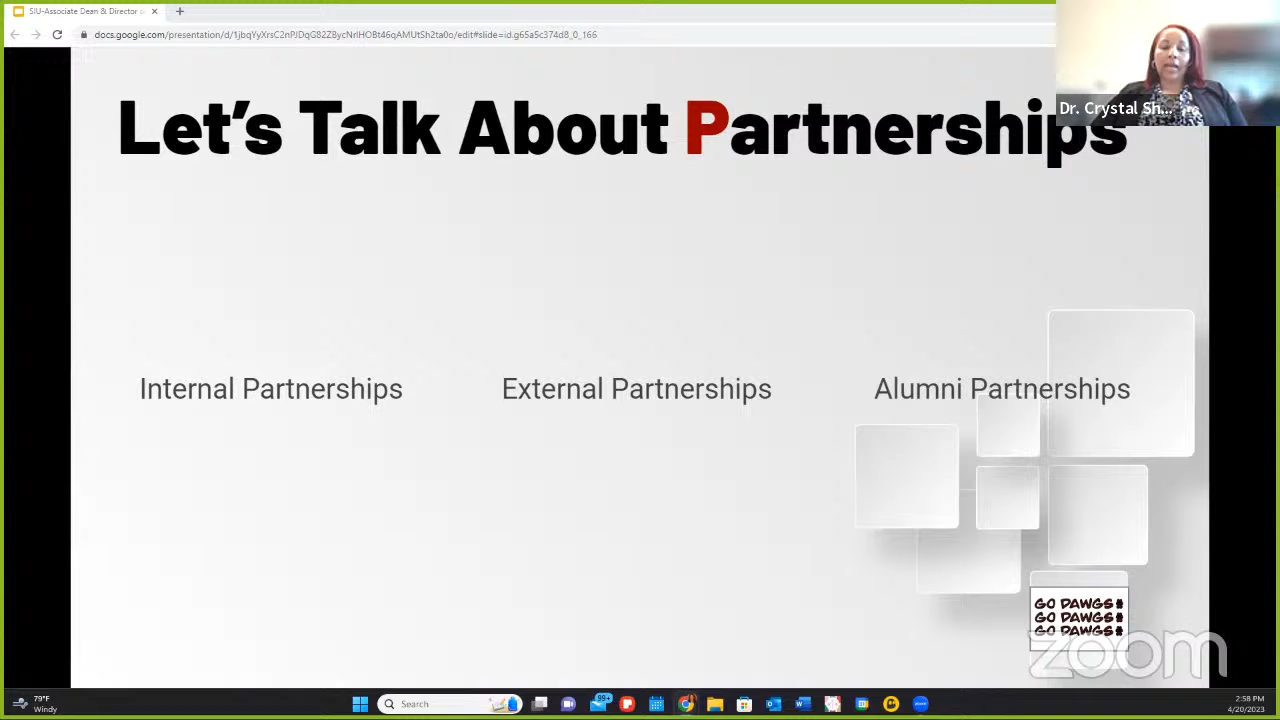 SIU-Associate Dean & Director
docs.google.com/presentation/d/1jbqYyXrsC2nPJDqG82ZBycNrlHOBt46qAMUtSh2ta0o/edit#slide=id.g65a5c374d8_0_166
Dr. Crystal Sh...
Let's Talk About Partnerships
Internal Partnerships
External Partnerships
Alumni Partnerships
GO DAWGS!!
GO DAWGS!!
GO DAWGS!!
zoom
79°F
Windy
Search
99+
2:58 PM
4/20/2023